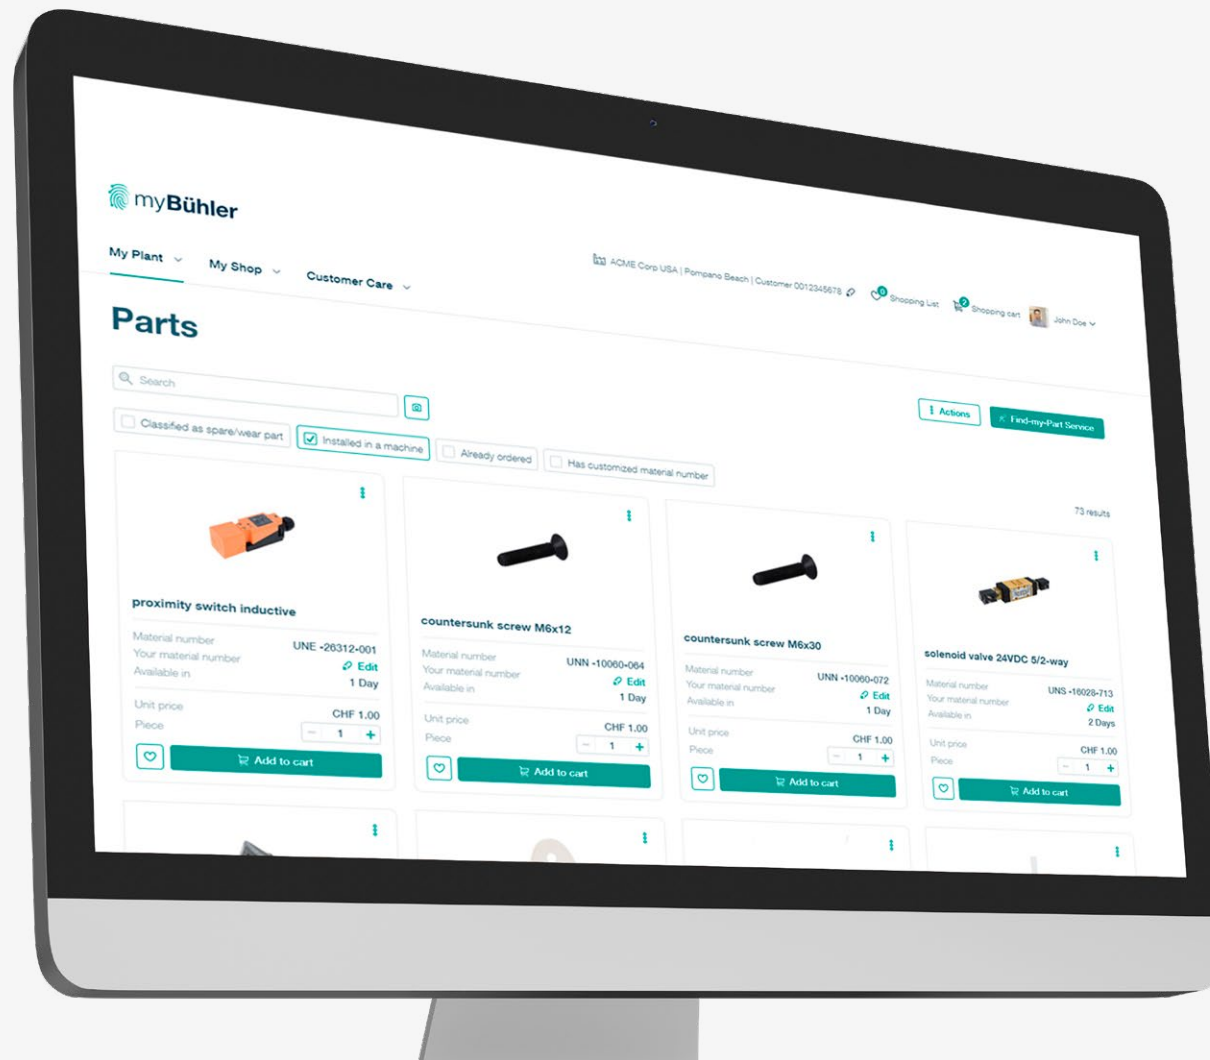 myBühler
My Plant
My Shop
Customer Care
ACME Corp USA | Pompano Beach | Customer 0012345678
0
Shopping List
2
Shopping cart
John Doe
Parts
Search
Actions
Find-my-Part Service
Classified as spare/wear part
Installed in a machine
Already ordered
Has customized material number
73 results
proximity switch inductive
Material number UNE -26312-001
Your material number Edit
Available in 1 Day
Unit price CHF 1.00
Piece - 1 +
Add to cart
countersunk screw M6x12
Material number UNN -10060-064
Your material number Edit
Available in 1 Day
Unit price CHF 1.00
Piece - 1 +
Add to cart
countersunk screw M6x30
Material number UNN -10060-072
Your material number Edit
Available in 1 Day
Unit price CHF 1.00
Piece - 1 +
Add to cart
solenoid valve 24VDC 5/2-way
Material number UNS -16028-713
Your material number Edit
Available in 2 Days
Unit price CHF 1.00
Piece - 1 +
Add to cart